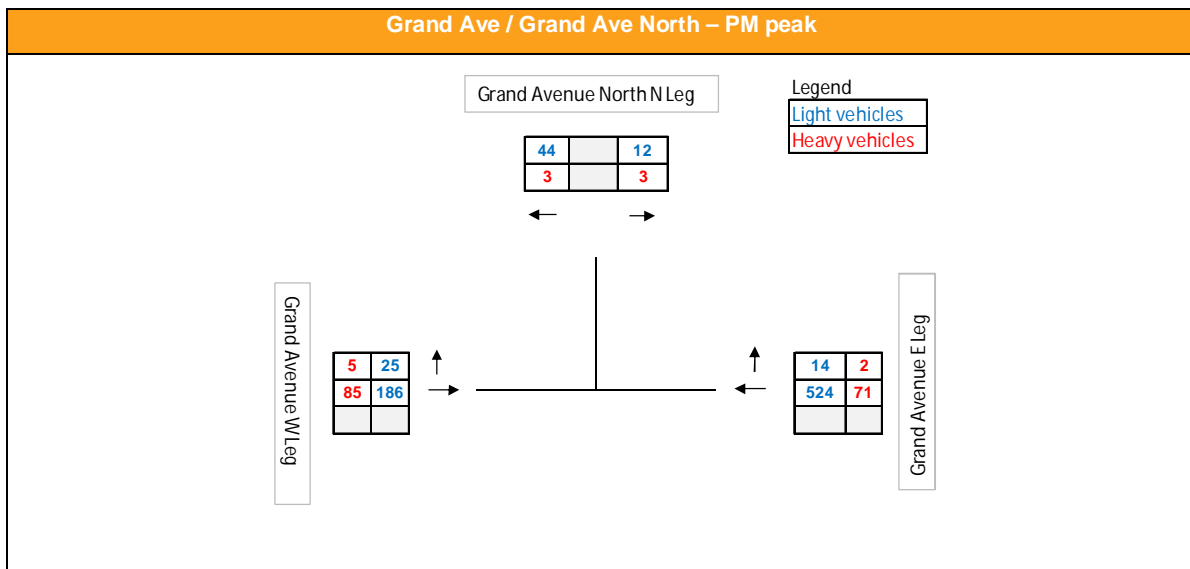 Grand Ave / Grand Ave North – PM peak
Grand Avenue North N Leg
Legend
Light vehicles
Heavy vehicles
44 12
3 3
Grand Avenue W Leg
5 25
85 186
14 2
524 71
Grand Avenue E Leg